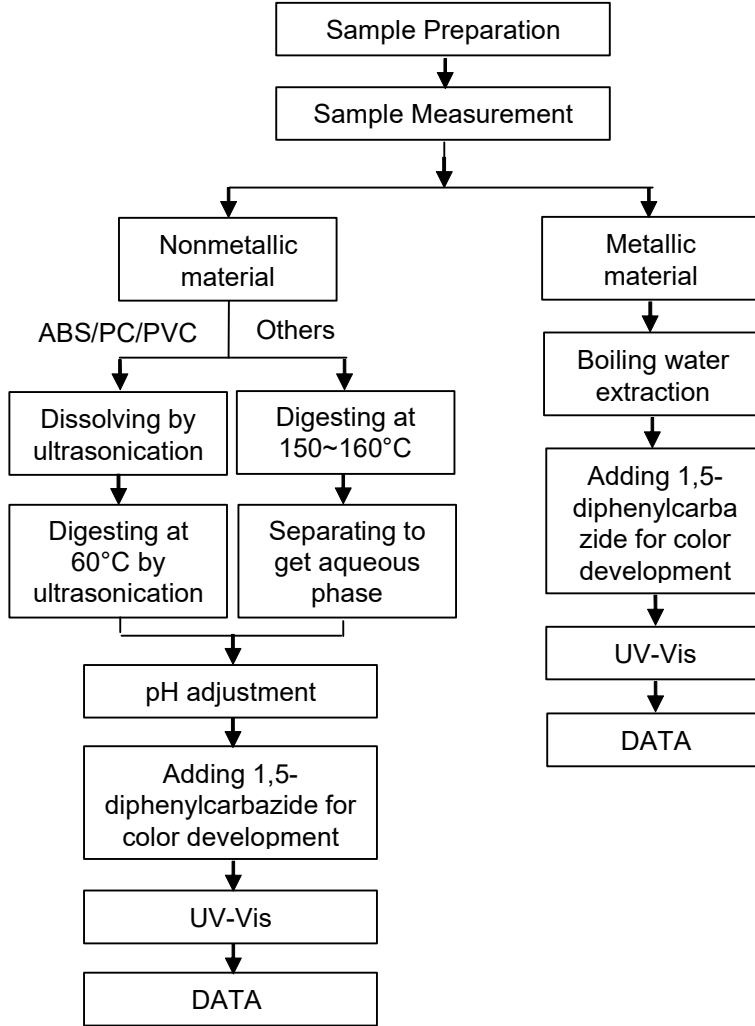 Sample Preparation
Sample Measurement
Nonmetallic
material
Metallic
material
ABS/PC/PVC
Others
Dissolving by
ultrasonication
Digesting at
150~160°C
Boiling water
extraction
Digesting at
60°C by
ultrasonication
Separating to
get aqueous
phase
Adding 1,5-
diphenylcarba
zide for color
development
pH adjustment
UV-Vis
DATA
Adding 1,5-
diphenylcarbazide for
color development
UV-Vis
DATA